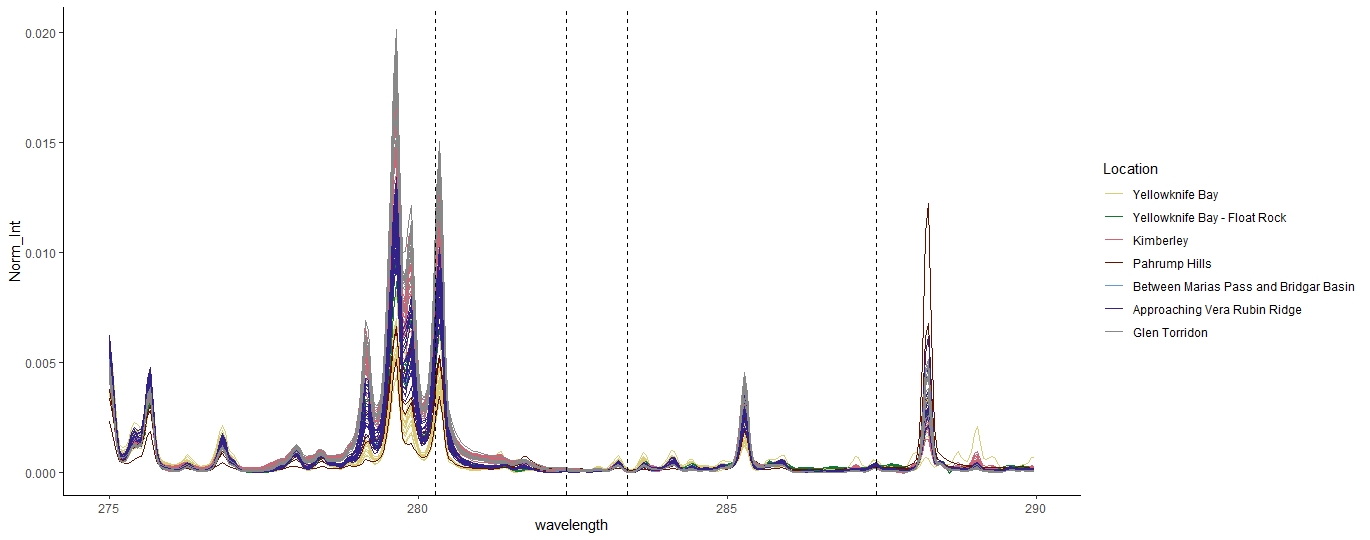 0.020
0.015
0.010
0.005
0.000
Norm_Int
275
280
285
290
wavelength
Location
Yellowknife Bay
Yellowknife Bay - Float Rock
Kimberley
Pahrump Hills
Between Marias Pass and Bridgar Basin
Approaching Vera Rubin Ridge
Glen Torridon